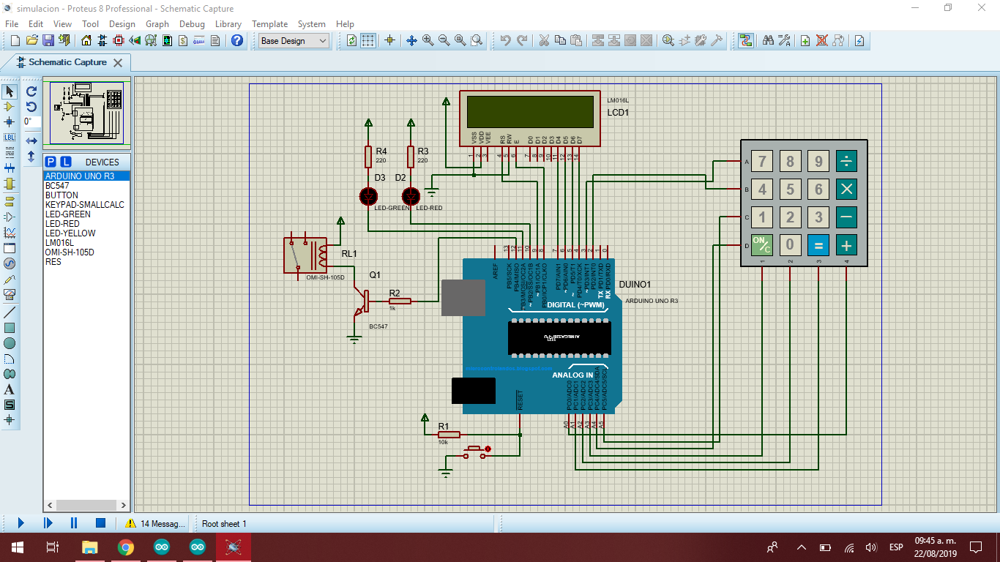 simulacion - Proteus 8 Professional - Schematic Capture
File Edit View Tool Design Graph Debug Library Template System Help
Base Design
Schematic Capture
0°
P L DEVICES
ARDUINO UNO R3
BC547
BUTTON
KEYPAD-SMALLCALC
LED-GREEN
LED-RED
LED-YELLOW
LM016L
OMI-SH-105D
RES
LBL
A
S
LM016L
LCD1
VSS VDD VEE RS RW E D0 D1 D2 D3 D4 D5 D6 D7
1 2 3 4 5 6 7 8 9 10 11 12 13 14
R4
220
R3
220
D3
LED-GREEN
D2
LED-RED
RL1
OMI-SH-105D
Q1
BC547
R2
1k
13 12 11 10 9 8 7 6 5 4 3 2 1 0
AREF
PB5/SCK
PB4/MISO
PB3/MOSI/OC2A
~ PB2/SS/OC1B
~ PB1/OC1A
PB0/ICP1/CLKO
PD7/AIN1
~ PD6/AIN0
~ PD5/T1
PD4/T0/XCK
~ PD3/INT1
PD2/INT0
TX PD1/TXD
RX PD0/RXD
DIGITAL (~PWM)
DUINO1
ARDUINO UNO R3
ANALOG IN
RESET
PC0/ADC0
PC1/ADC1
PC2/ADC2
PC3/ADC3
PC4/ADC4/SDA
PC5/ADC5/SCL
A0 A1 A2 A3 A4 A5
R1
10k
A 7 8 9 ÷
B 4 5 6 ×
C 1 2 3 −
D ON/C 0 = +
1 2 3 4
14 Messag...
Root sheet 1
ESP
09:45 a. m.
22/08/2019